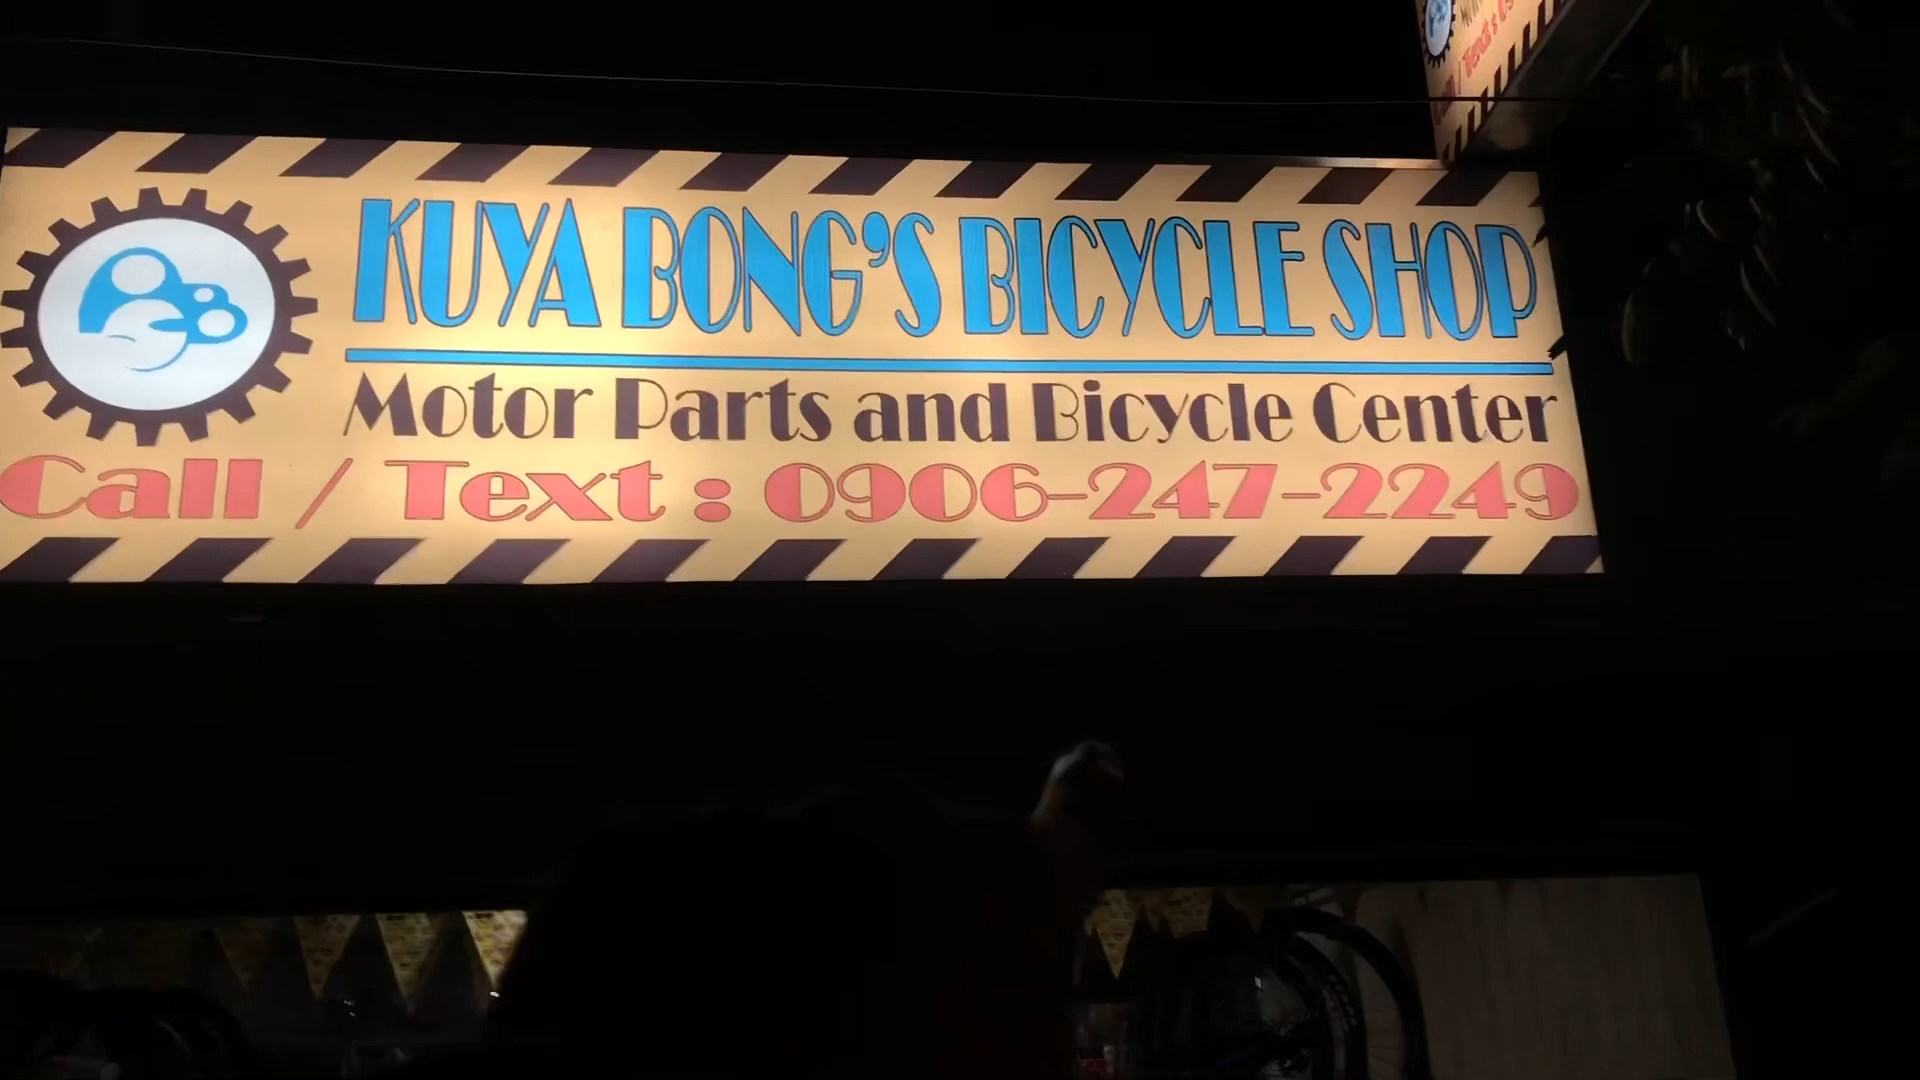 KUYA BONG'S BICYCLE SHOP
Motor Parts and Bicycle Center
Call / Text : 0906-247-2249